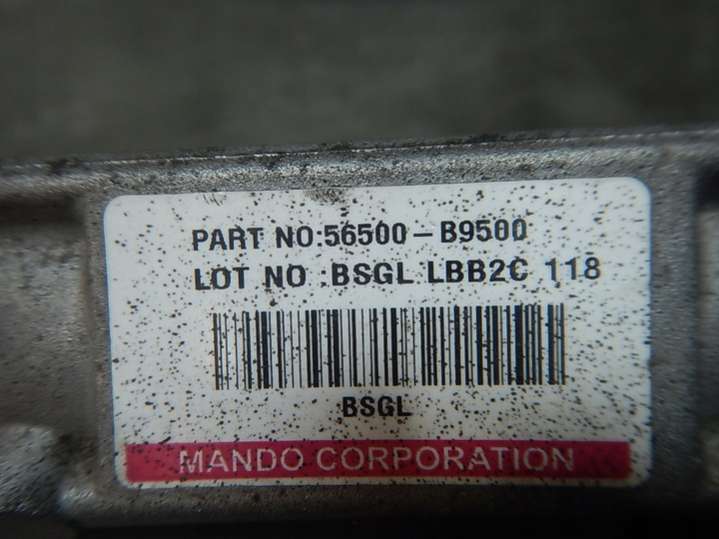 PART NO:56500-B9500
LOT NO :BSGL LBB2C 118
BSGL
MANDO CORPORATION